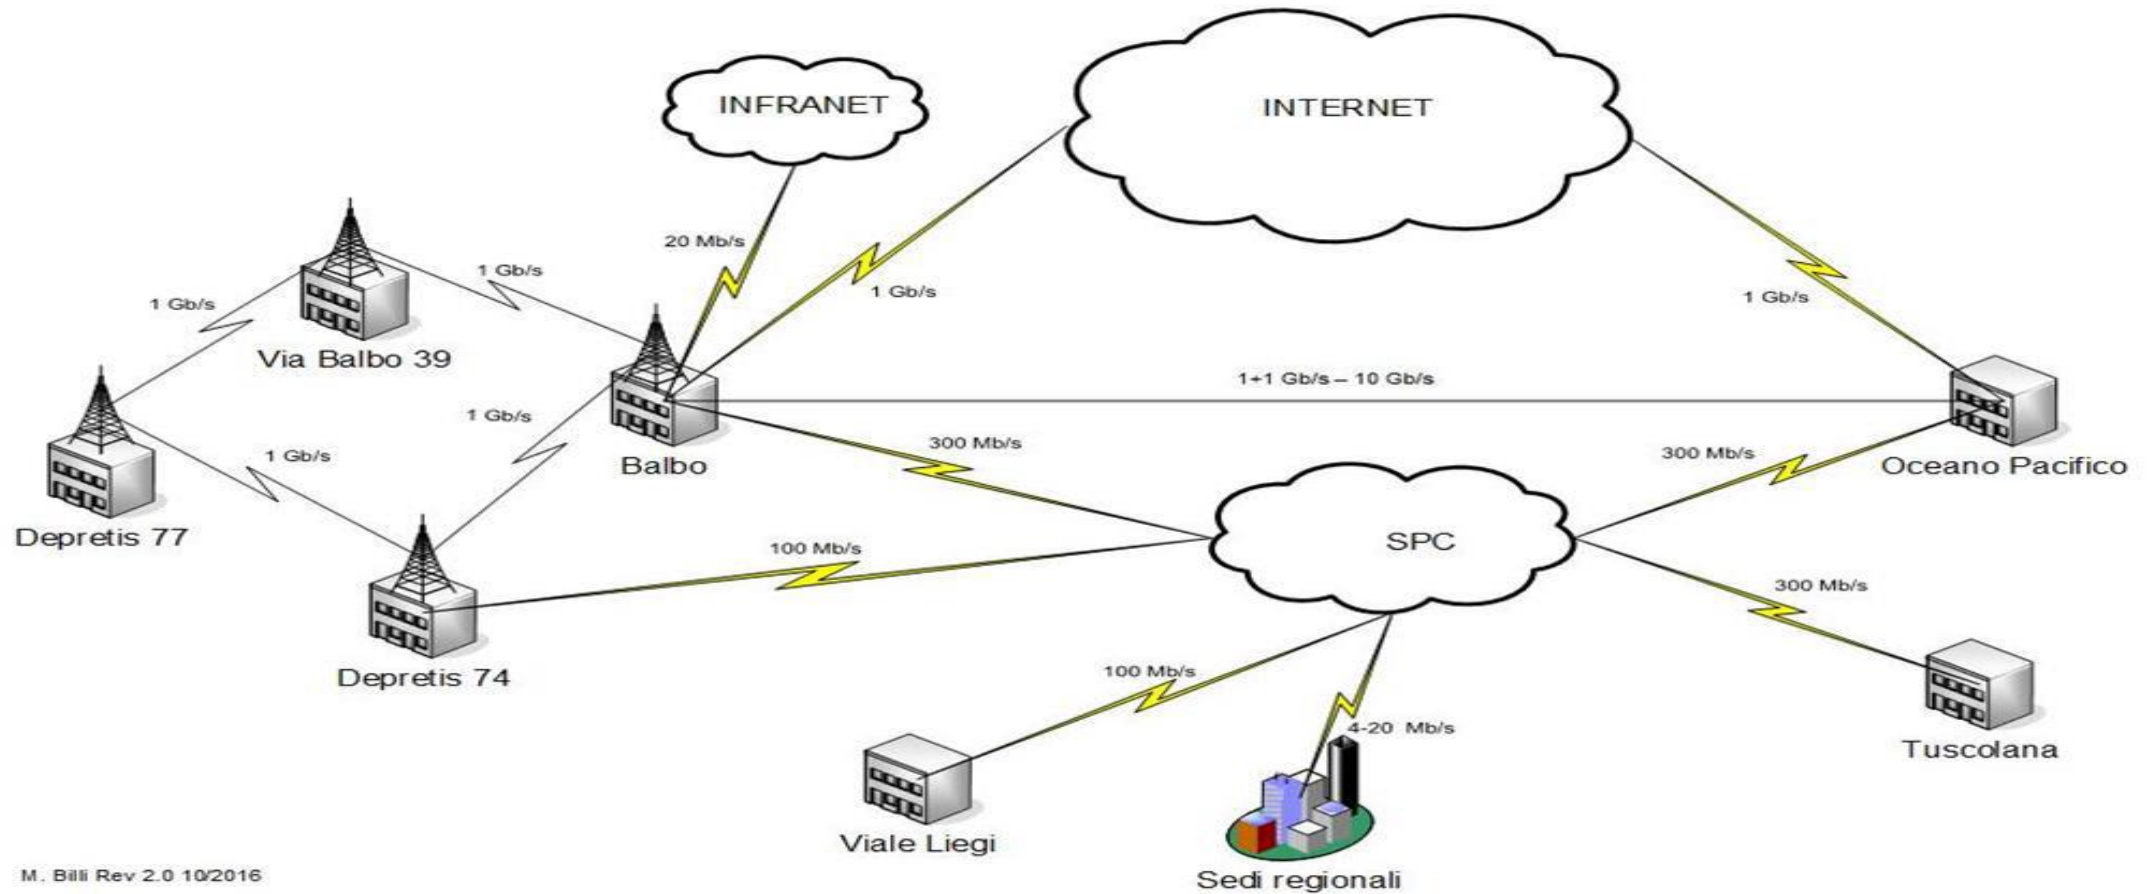 INFRANET
INTERNET
20 Mb/s
1 Gb/s
1 Gb/s
1 Gb/s
1 Gb/s
Via Balbo 39
1+1 Gb/s – 10 Gb/s
1 Gb/s
300 Mb/s
300 Mb/s
1 Gb/s
Balbo
Oceano Pacifico
Depretis 77
SPC
100 Mb/s
300 Mb/s
Depretis 74
100 Mb/s
4-20 Mb/s
Tuscolana
Viale Liegi
M. Billi Rev 2.0 10/2016
Sedi regionali